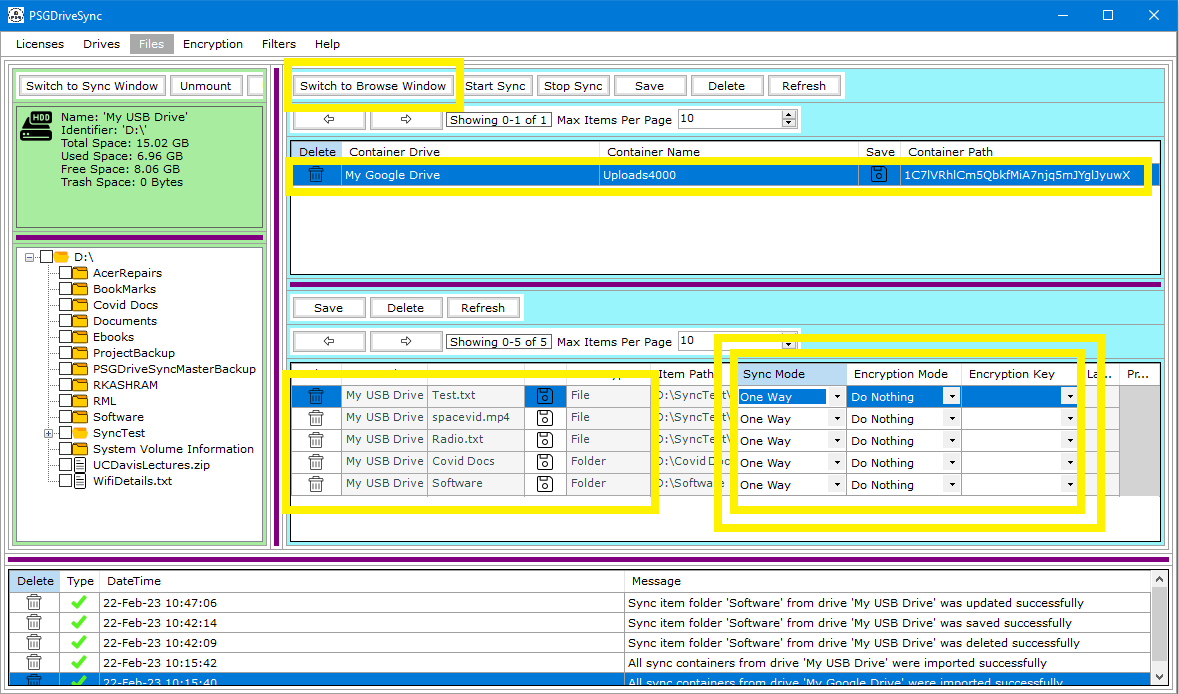 PSGDriveSync
Licenses Drives Files Encryption Filters Help
Switch to Sync Window Unmount
HDD
Name: 'My USB Drive'
Identifier: 'D:\'
Total Space: 15.02 GB
Used Space: 6.96 GB
Free Space: 8.06 GB
Trash Space: 0 Bytes
D:\
AcerRepairs
BookMarks
Covid Docs
Documents
Ebooks
ProjectBackup
PSGDriveSyncMasterBackup
RKASHRAM
RML
Software
SyncTest
System Volume Information
UCDavisLectures.zip
WifiDetails.txt
Switch to Browse Window Start Sync Stop Sync Save Delete Refresh
Showing 0-1 of 1 Max Items Per Page 10
Delete Container Drive Container Name Save Container Path
My Google Drive Uploads4000
Save Delete Refresh
Showing 0-5 of 5 Max Items Per Page 10
Item Path Sync Mode Encryption Mode Encryption Key La... Pr...
My USB Drive Test.txt File D:\SyncTest\ One Way Do Nothing
My USB Drive spacevid.mp4 File D:\SyncTest\ One Way Do Nothing
My USB Drive Radio.txt File D:\SyncTest\ One Way Do Nothing
My USB Drive Covid Docs Folder D:\Covid Doc One Way Do Nothing
My USB Drive Software Folder D:\Software One Way Do Nothing
Delete Type DateTime Message
22-Feb-23 10:47:06 Sync item folder 'Software' from drive 'My USB Drive' was updated successfully
22-Feb-23 10:42:14 Sync item folder 'Software' from drive 'My USB Drive' was saved successfully
22-Feb-23 10:42:09 Sync item folder 'Software' from drive 'My USB Drive' was deleted successfully
22-Feb-23 10:15:42 All sync containers from drive 'My USB Drive' were imported successfully
22-Feb-23 10:15:40 All sync containers from drive 'My Google Drive' were imported successfully